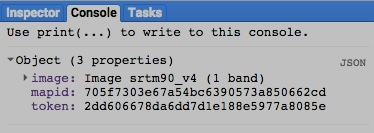 Inspector Console Tasks
Use print(...) to write to this console.
Object (3 properties) JSON
image: Image srtm90_v4 (1 band)
mapid: 705f7303e67a54bc6390573a850662cd
token: 2dd606678da6dd7d1e188e5977a8085e